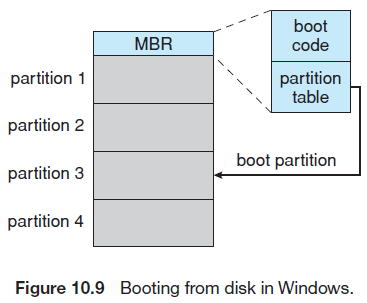 MBR
boot
code
partition
table
partition 1
partition 2
boot partition
partition 3
partition 4
Figure 10.9 Booting from disk in Windows.